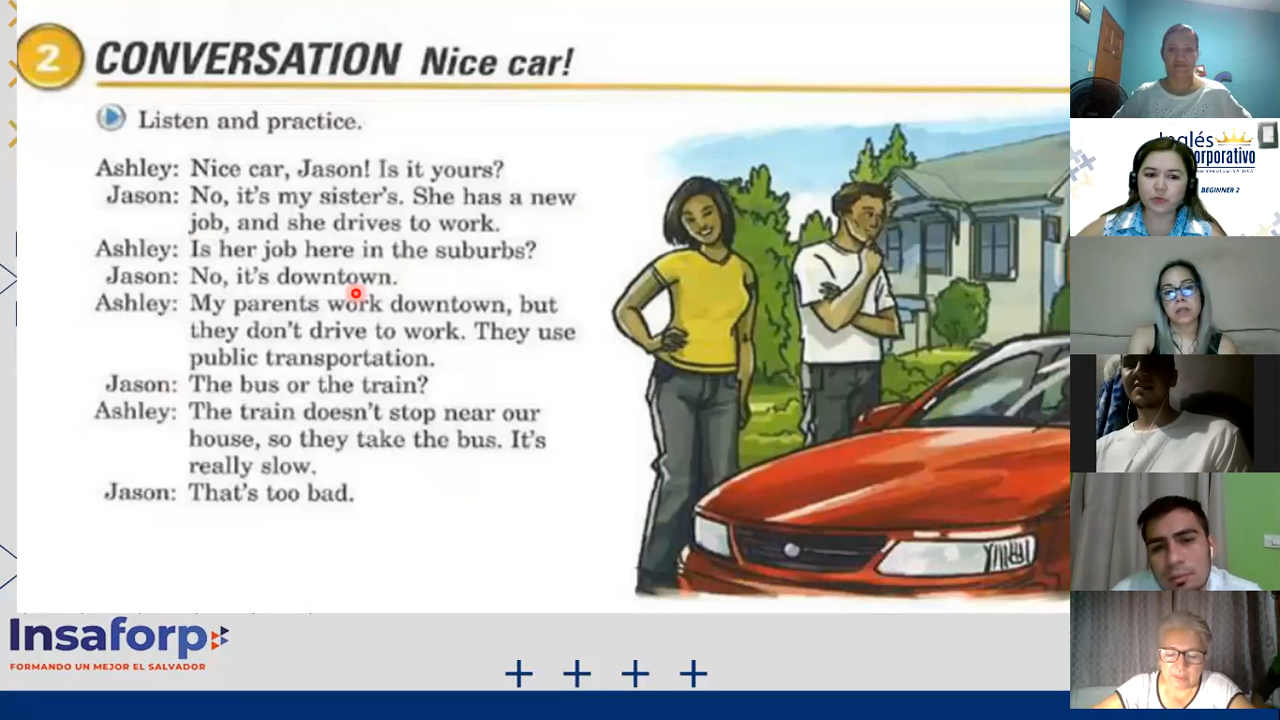 2 CONVERSATION Nice car!
Listen and practice.
Ashley: Nice car, Jason! Is it yours?
Jason: No, it's my sister's. She has a new
job, and she drives to work.
Ashley: Is her job here in the suburbs?
Jason: No, it's downtown.
Ashley: My parents work downtown, but
they don't drive to work. They use
public transportation.
Jason: The bus or the train?
Ashley: The train doesn't stop near our
house, so they take the bus. It's
really slow.
Jason: That's too bad.
Insaforp
FORMANDO UN MEJOR EL SALVADOR
Inglés
orporativo
BEGINNER 2